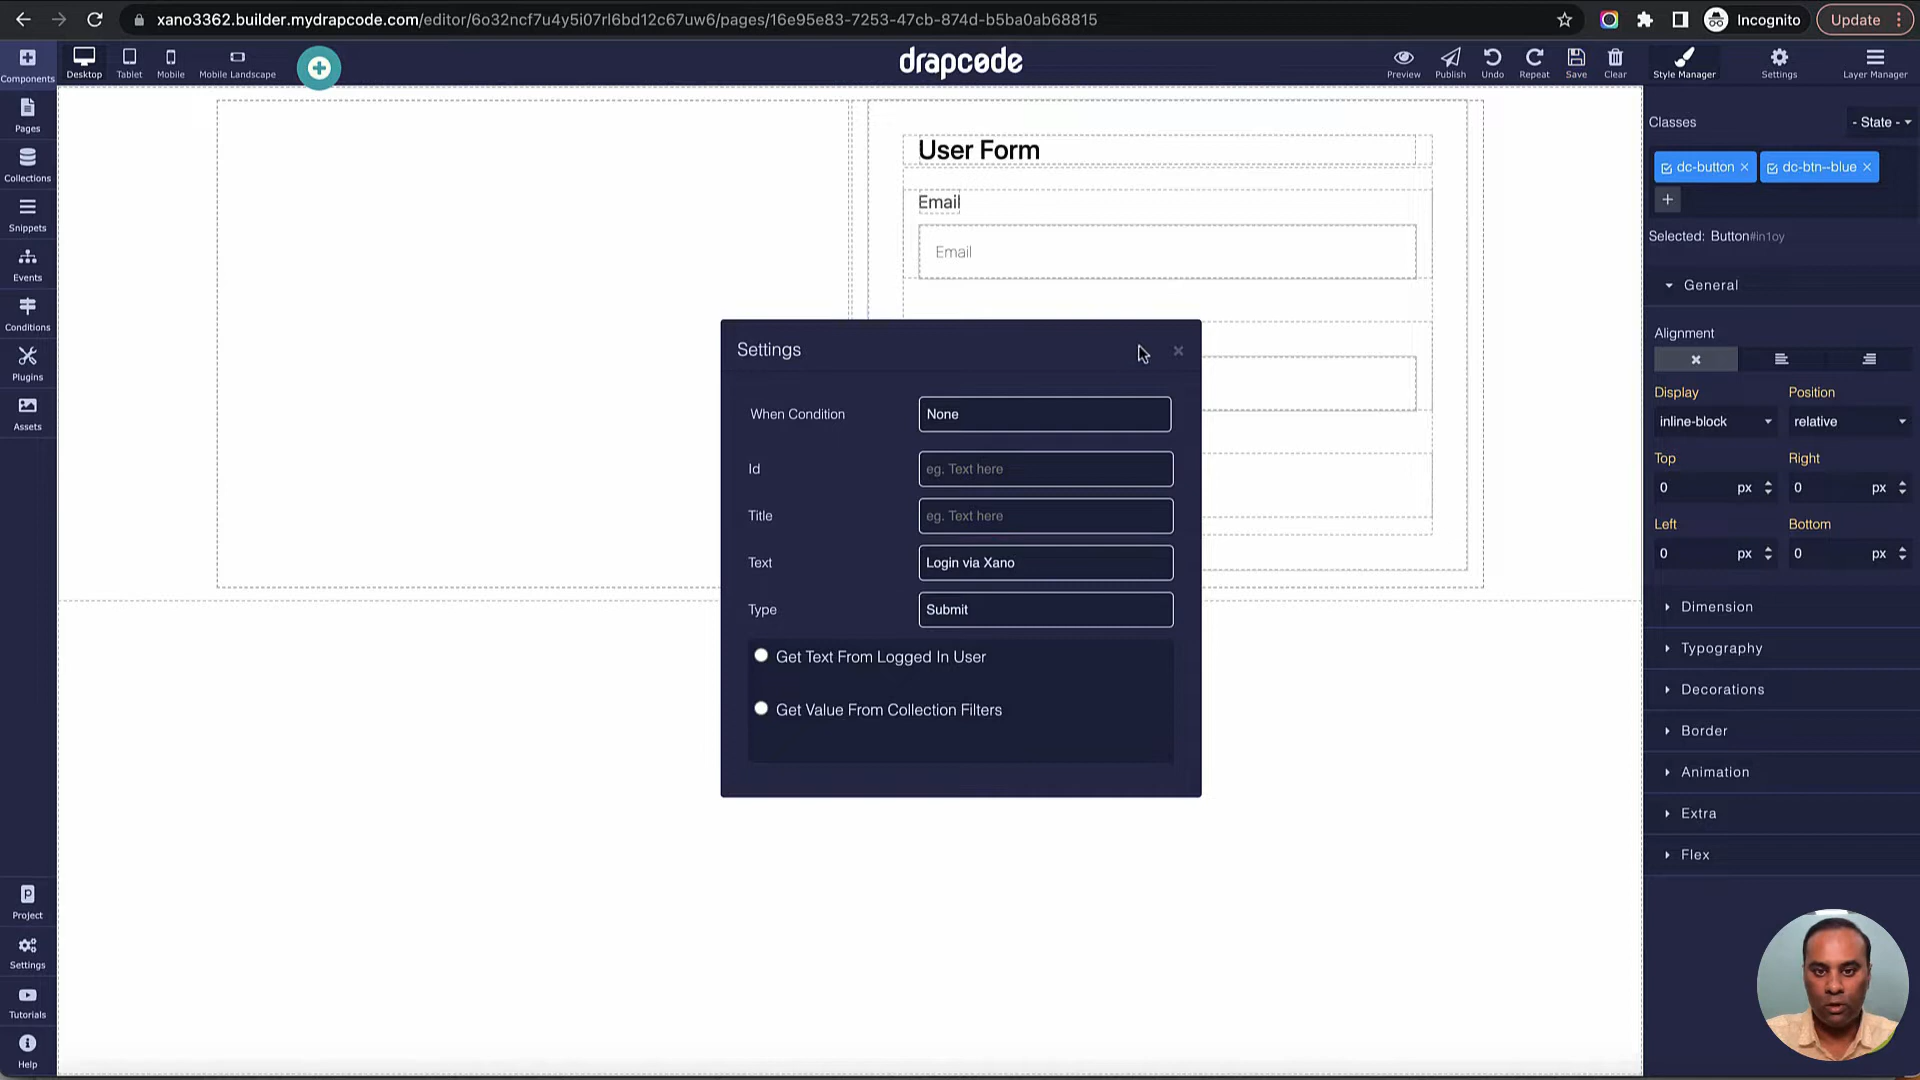 xano3362.builder.mydrapcode.com/editor/6o32ncf7u4y5i07rl6bd12c67uw6/pages/16e95e83-7253-47cb-874d-b5ba0ab68815
Incognito
Update
Components
Desktop
Tablet
Mobile
Mobile Landscape
drapcode
Preview
Publish
Undo
Repeat
Save
Clear
Style Manager
Settings
Layer Manager
Pages
Collections
Snippets
Events
Conditions
Plugins
Assets
Project
Settings
Tutorials
Help
User Form
Email
Email
Settings
When Condition
None
Id
eg. Text here
Title
eg. Text here
Text
Login via Xano
Type
Submit
Get Text From Logged In User
Get Value From Collection Filters
Classes
- State -
dc-button
dc-btn--blue
Selected: Button#in1oy
General
Alignment
Display
Position
inline-block
relative
Top
Right
0 px
0 px
Left
Bottom
0 px
0 px
Dimension
Typography
Decorations
Border
Animation
Extra
Flex